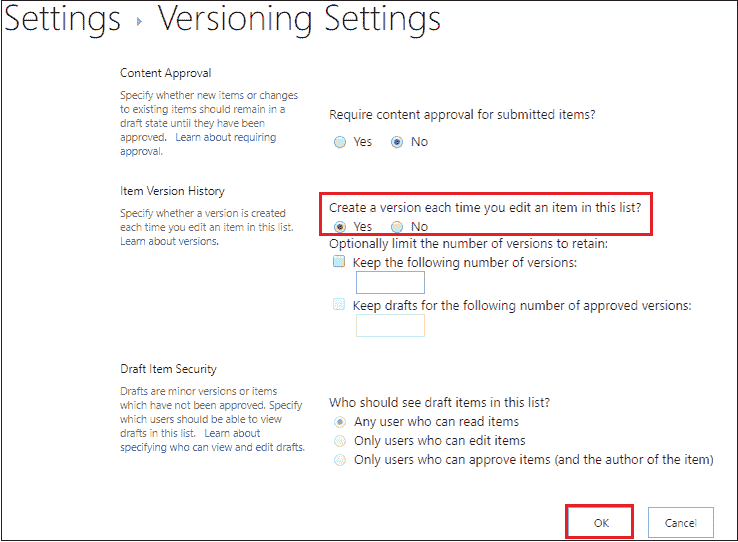 Settings › Versioning Settings
Content Approval
Specify whether new items or changes
to existing items should remain in a
draft state until they have been
approved.   Learn about requiring
approval.
Require content approval for submitted items?
Yes No
Item Version History
Specify whether a version is created
each time you edit an item in this list.
Learn about versions.
Create a version each time you edit an item in this list?
Yes No
Optionally limit the number of versions to retain:
Keep the following number of versions:
Keep drafts for the following number of approved versions:
Draft Item Security
Drafts are minor versions or items
which have not been approved. Specify
which users should be able to view
drafts in this list.   Learn about
specifying who can view and edit drafts.
Who should see draft items in this list?
Any user who can read items
Only users who can edit items
Only users who can approve items (and the author of the item)
OK Cancel